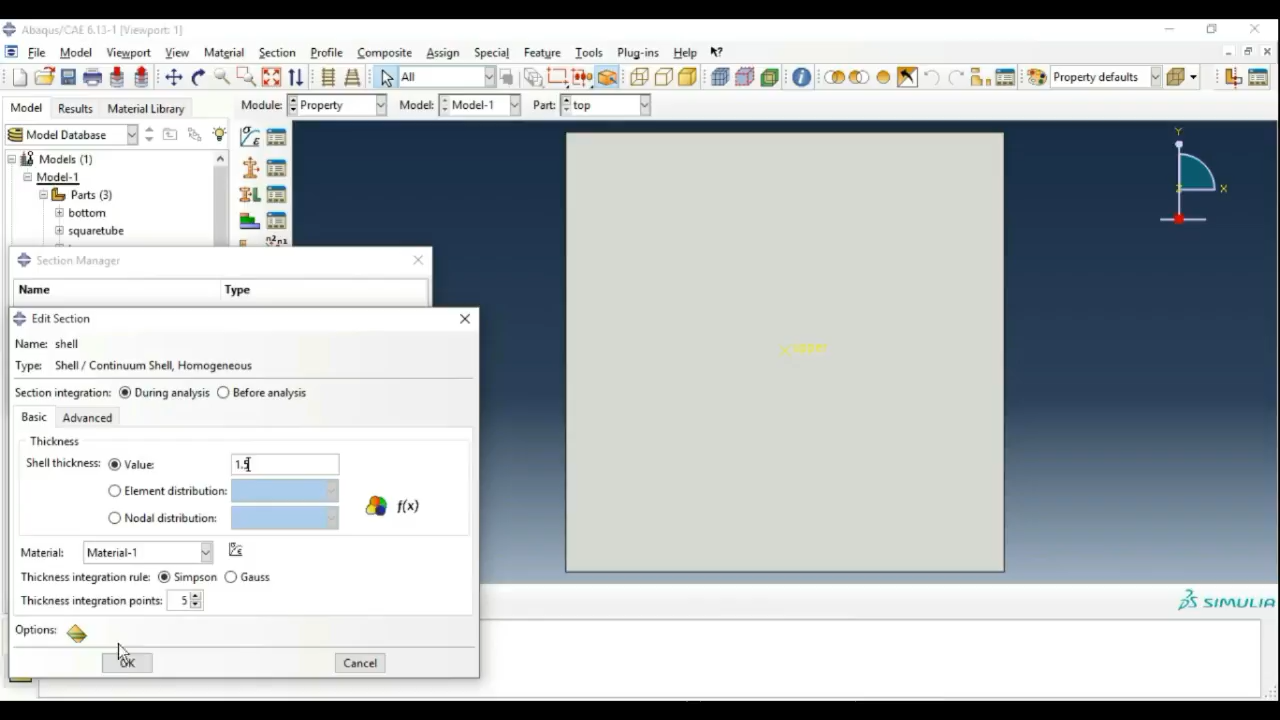 Abaqus/CAE 6.13-1 [Viewport: 1]
File Model Viewport View Material Section Profile Composite Assign Special Feature Tools Plug-ins Help
All Property defaults
Model Results Material Library Module: Property Model: Model-1 Part: top
Model Database
Models (1)
Model-1
Parts (3)
bottom
squaretube
Y
X
Z
Section Manager
Name Type
Edit Section
Name: shell
Type: Shell / Continuum Shell, Homogeneous
Section integration: During analysis Before analysis
Basic Advanced
Thickness
Shell thickness: Value: 1.5
Element distribution:
Nodal distribution:
f(x)
Material: Material-1
Thickness integration rule: Simpson Gauss
Thickness integration points: 5
Options:
OK Cancel
SIMULIA